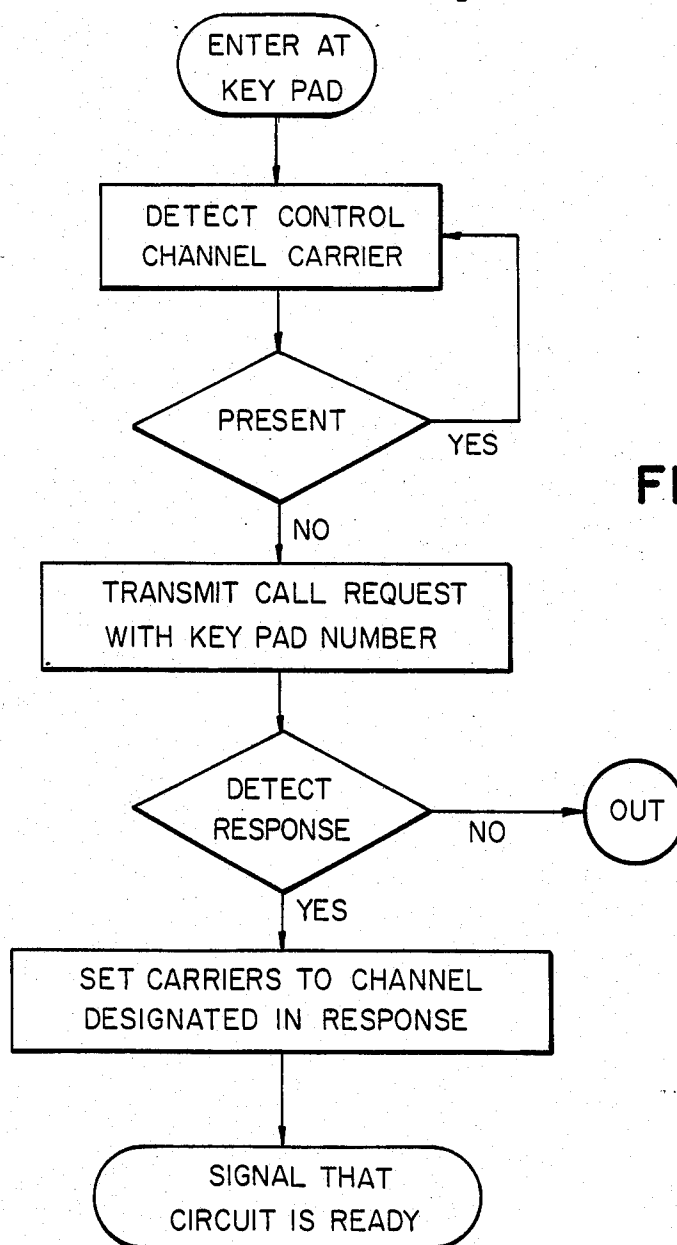 ENTER AT
KEY PAD
DETECT CONTROL
CHANNEL CARRIER
PRESENT
YES
NO
TRANSMIT CALL REQUEST
WITH KEY PAD NUMBER
DETECT
RESPONSE
NO
OUT
YES
SET CARRIERS TO CHANNEL
DESIGNATED IN RESPONSE
SIGNAL THAT
CIRCUIT IS READY